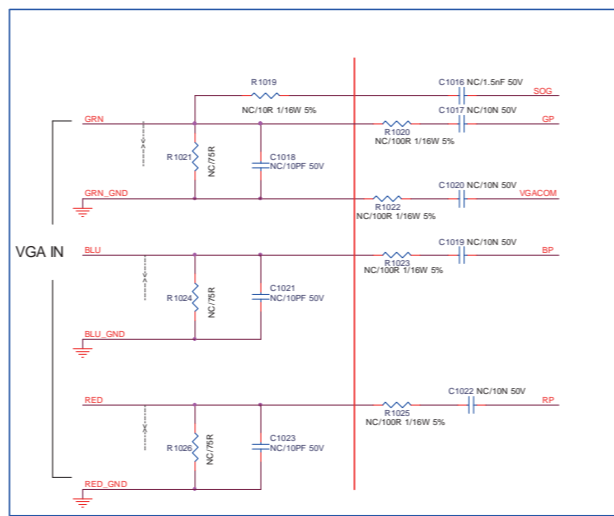 R1019
NC/10R 1/16W 5%
C1016 NC/1.5nF 50V
SOG
C1017 NC/10N 50V
GRN
GP
R1020
NC/100R 1/16W 5%
R1021
NC/75R
C1018
NC/10PF 50V
C1020 NC/10N 50V
GRN_GND
VGACOM
R1022
NC/100R 1/16W 5%
VGA IN
C1019 NC/10N 50V
BLU
BP
R1023
NC/100R 1/16W 5%
R1024
NC/75R
C1021
NC/10PF 50V
BLU_GND
C1022 NC/10N 50V
RED
RP
R1025
NC/100R 1/16W 5%
R1026
NC/75R
C1023
NC/10PF 50V
RED_GND